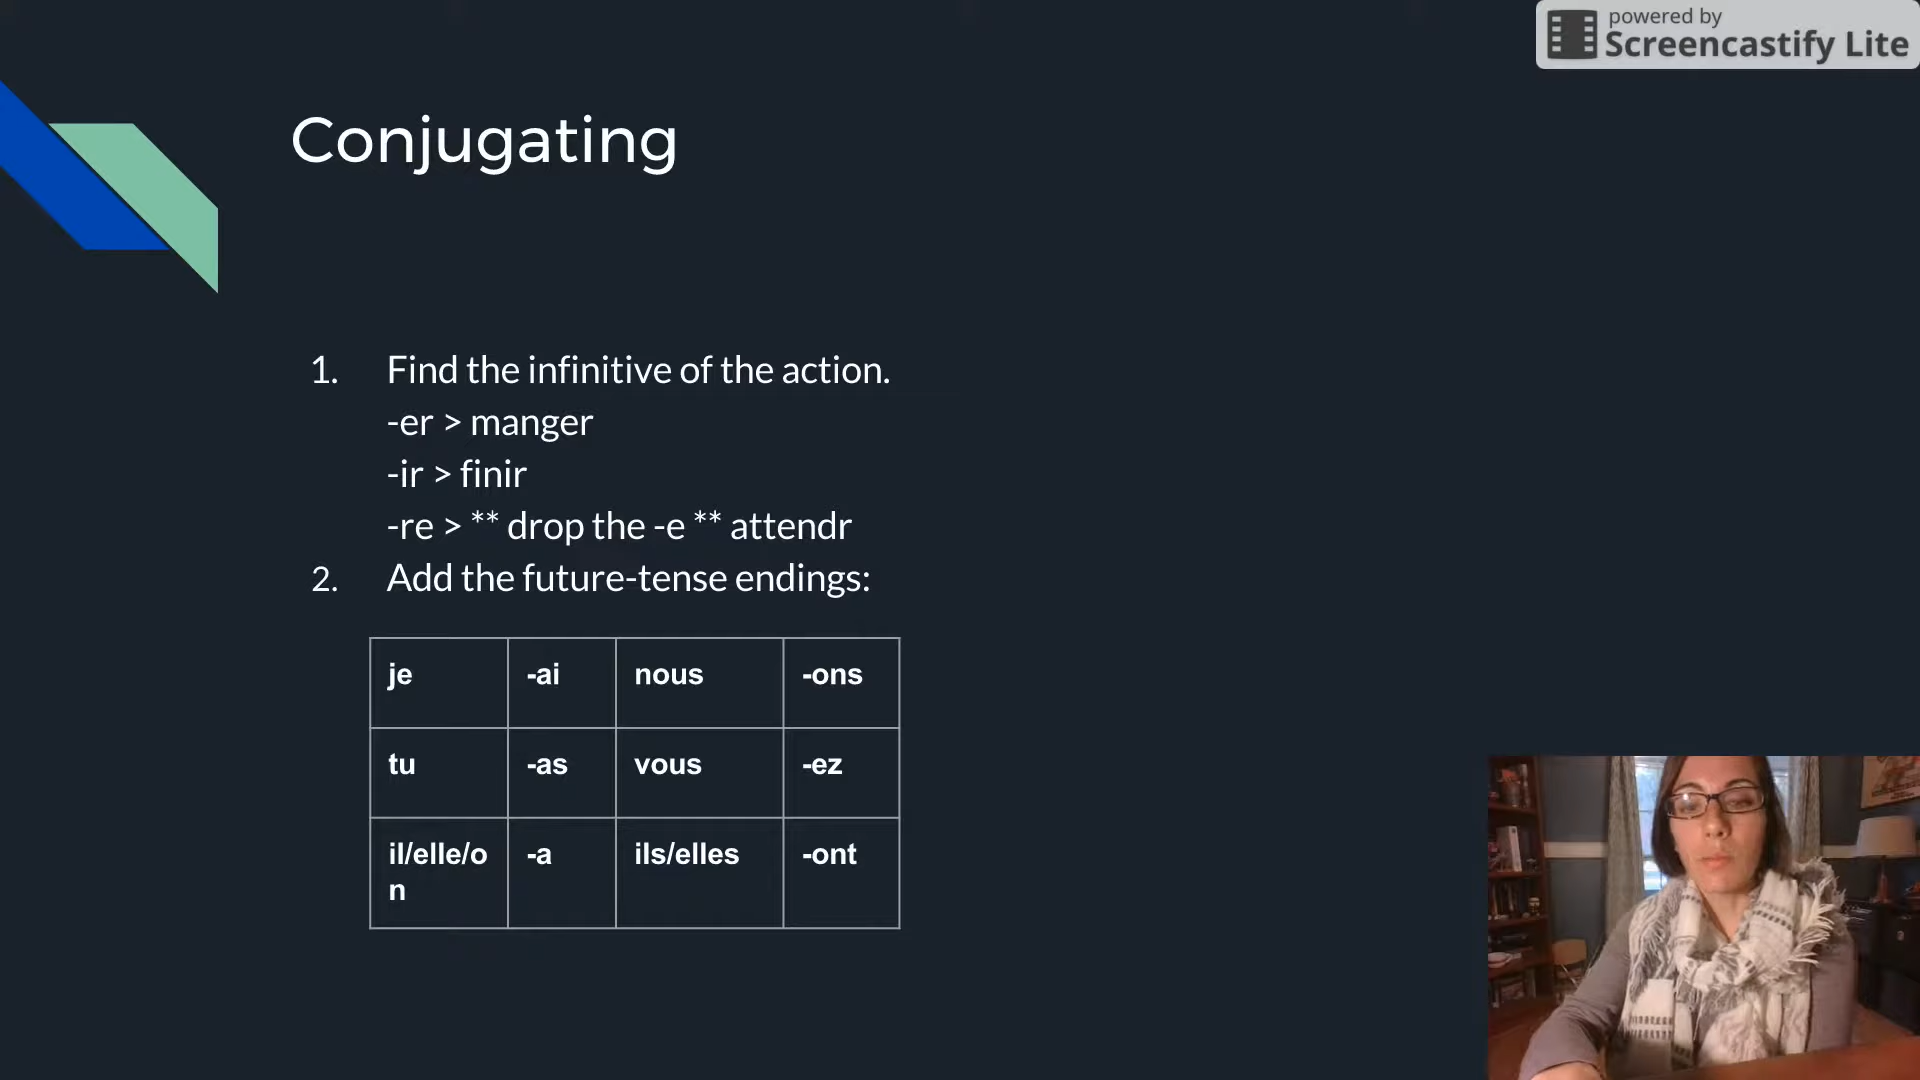 powered by
Screencastify Lite
Conjugating
1. Find the infinitive of the action.
-er > manger
-ir > finir
-re > ** drop the -e ** attendr
2. Add the future-tense endings:
je -ai nous -ons
tu -as vous -ez
il/elle/o -a ils/elles -ont
n